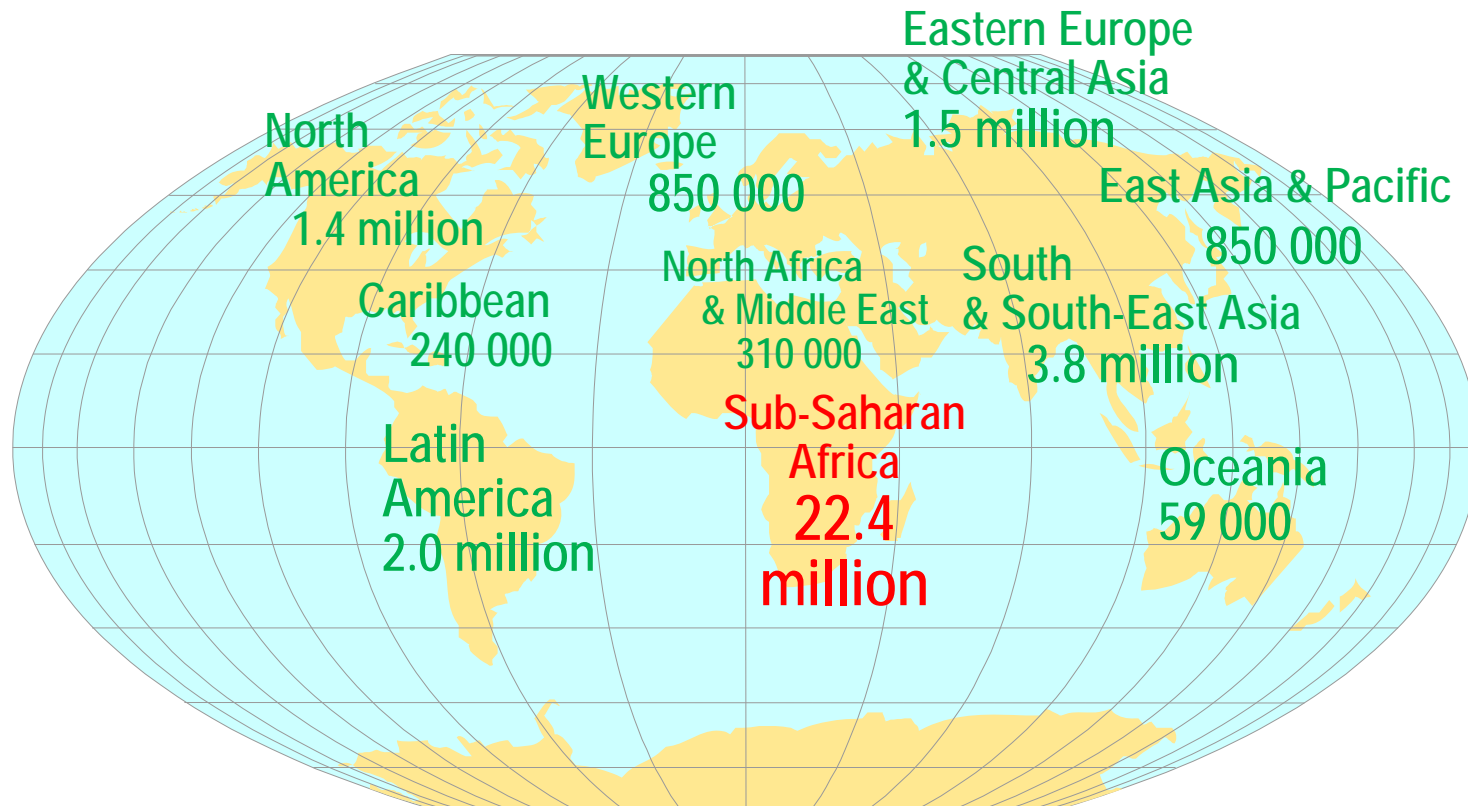 Eastern Europe
& Central Asia
1.5 million
Western
Europe
850 000
North
America
1.4 million
East Asia & Pacific
850 000
North Africa
& Middle East
310 000
South
& South-East Asia
3.8 million
Caribbean
240 000
Sub-Saharan
Africa
22.4
million
Latin
America
2.0 million
Oceania
59 000